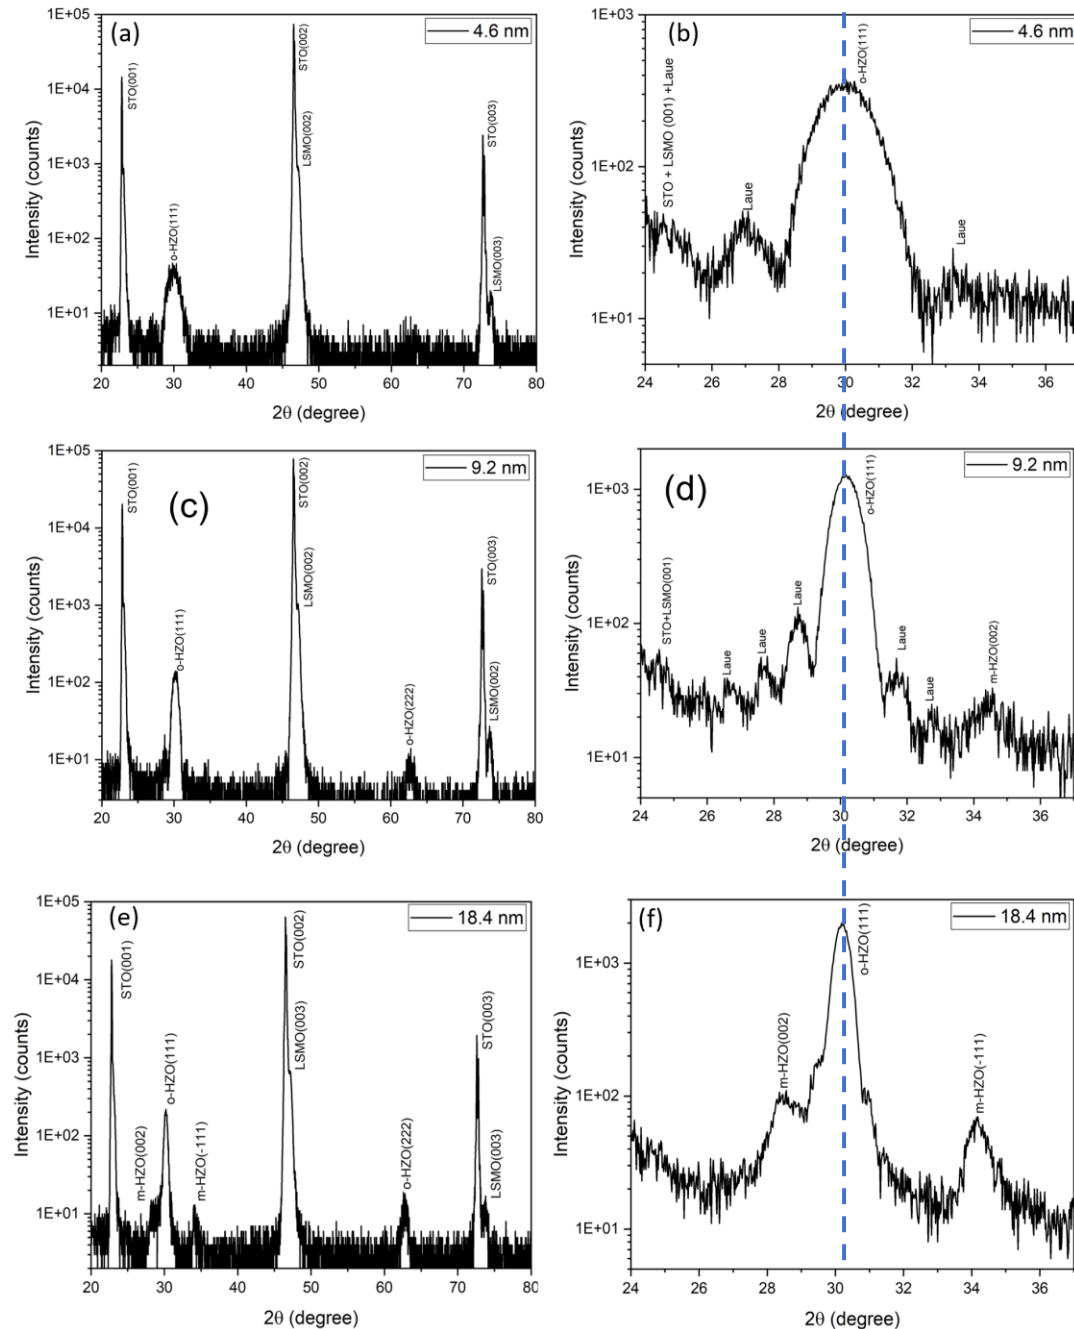 (a)
4.6 nm
1E+05
1E+04
1E+03
1E+02
1E+01
Intensity (counts)
STO(001)
o-HZO(111)
STO(002)
LSMO(002)
STO(003)
LSMO(003)
20 30 40 50 60 70 80
2θ (degree)
(b)
4.6 nm
1E+03
1E+02
1E+01
Intensity (counts)
STO + LSMO (001) +Laue
Laue
o-HZO(111)
Laue
24 26 28 30 32 34 36
2θ (degree)
(c)
9.2 nm
1E+05
1E+04
1E+03
1E+02
1E+01
Intensity (counts)
STO(001)
o-HZO(111)
STO(002)
LSMO(002)
o-HZO(222)
STO(003)
LSMO(002)
20 30 40 50 60 70 80
2θ (degree)
(d)
9.2 nm
1E+03
1E+02
1E+01
Intensity (counts)
STO+LSMO(001)
Laue
Laue
Laue
o-HZO(111)
Laue
Laue
m-HZO(002)
24 26 28 30 32 34 36
2θ (degree)
(e)
18.4 nm
1E+05
1E+04
1E+03
1E+02
1E+01
Intensity (counts)
STO(001)
m-HZO(002)
o-HZO(111)
m-HZO(-111)
STO(002)
LSMO(003)
o-HZO(222)
STO(003)
LSMO(003)
20 30 40 50 60 70 80
2θ (degree)
(f)
18.4 nm
1E+03
1E+02
1E+01
Intensity (counts)
m-HZO(002)
o-HZO(111)
m-HZO(-111)
24 26 28 30 32 34 36
2θ (degree)